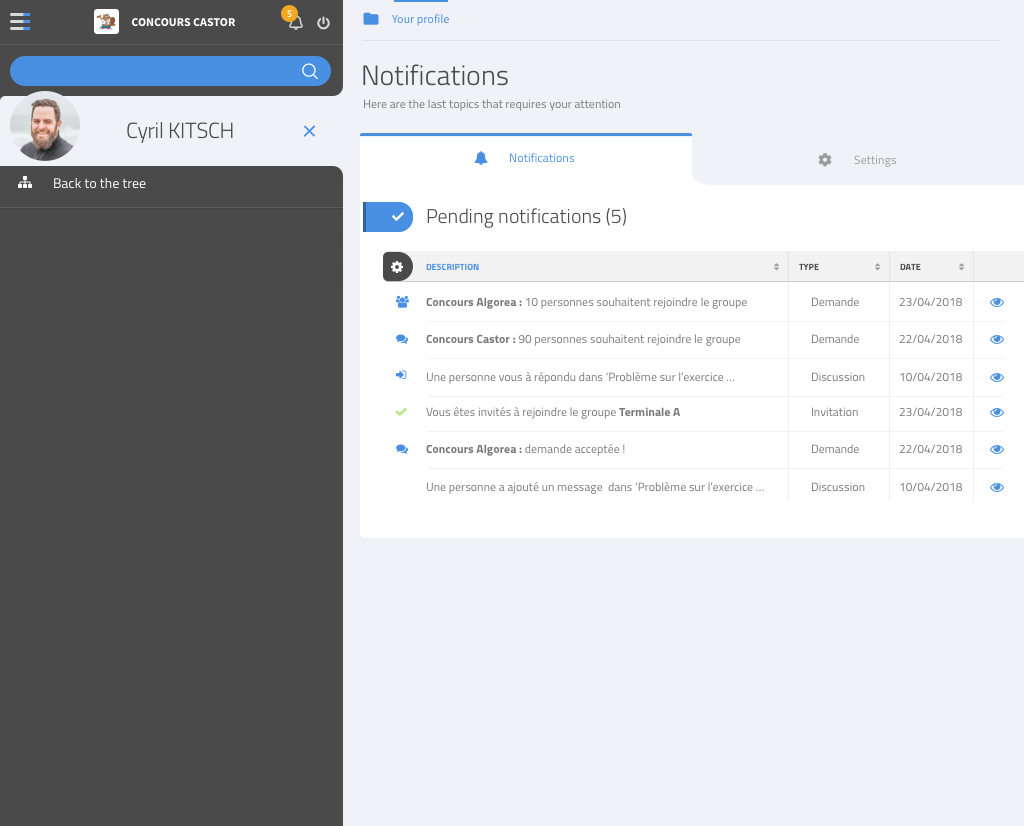 CONCOURS CASTOR
5
Cyril KITSCH
Back to the tree
Your profile
Notifications
Here are the last topics that requires your attention
Notifications
Settings
Pending notifications (5)
DESCRIPTION TYPE DATE
Concours Algorea : 10 personnes souhaitent rejoindre le groupe Demande 23/04/2018
Concours Castor : 90 personnes souhaitent rejoindre le groupe Demande 22/04/2018
Une personne vous à répondu dans ‘Problème sur l’exercice ... Discussion 10/04/2018
Vous êtes invités à rejoindre le groupe Terminale A Invitation 23/04/2018
Concours Algorea : demande acceptée ! Demande 22/04/2018
Une personne a ajouté un message  dans ‘Problème sur l’exercice ... Discussion 10/04/2018